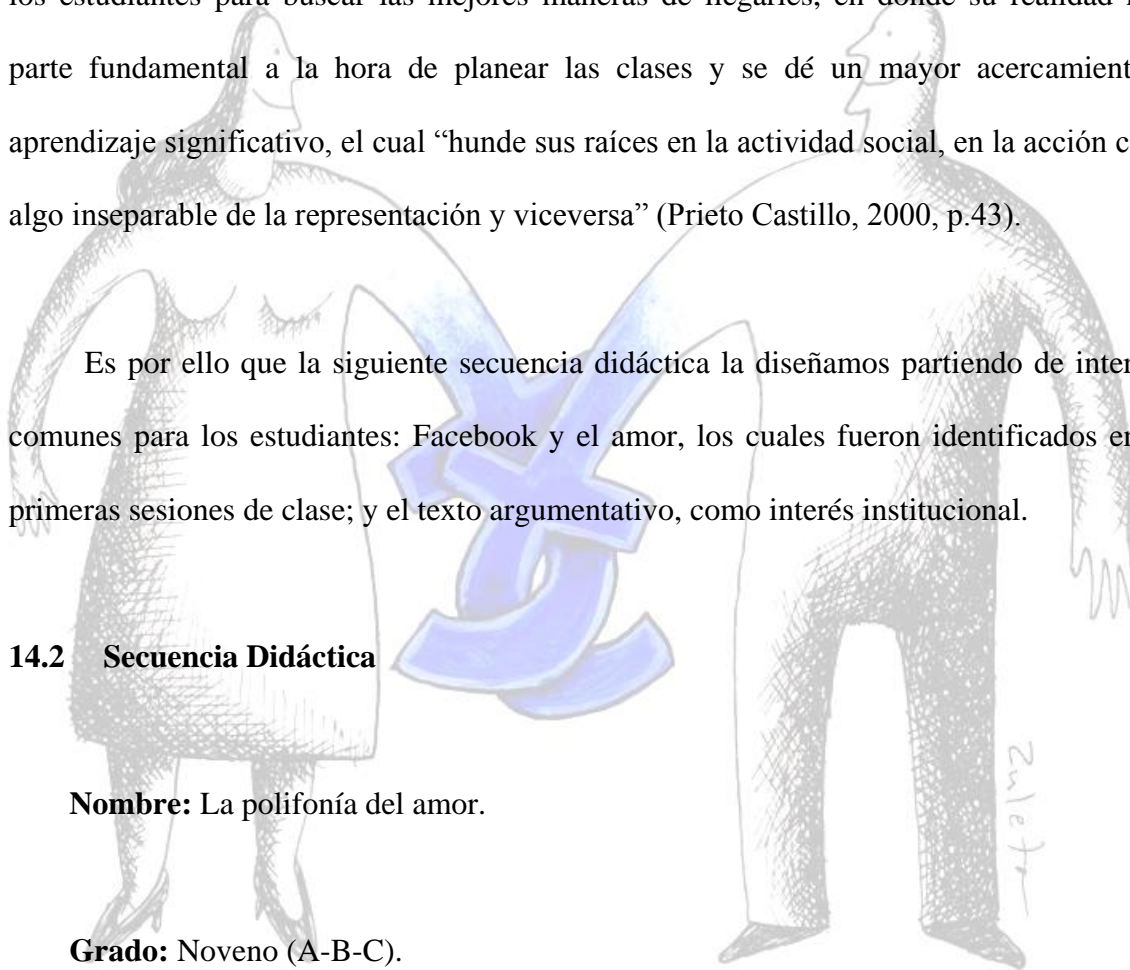 los estudiantes para buscar las mejores maneras de llegarles, en donde su realidad
parte fundamental a la hora de planear las clases y se dé un mayor acercamient
aprendizaje significativo, el cual “hunde sus raíces en la actividad social, en la acción c
algo inseparable de la representación y viceversa” (Prieto Castillo, 2000, p.43).
Es por ello que la siguiente secuencia didáctica la diseñamos partiendo de inter
comunes para los estudiantes: Facebook y el amor, los cuales fueron identificados en
primeras sesiones de clase; y el texto argumentativo, como interés institucional.
14.2 Secuencia Didáctica
Nombre: La polifonía del amor.
Zuleta
Grado: Noveno (A-B-C).